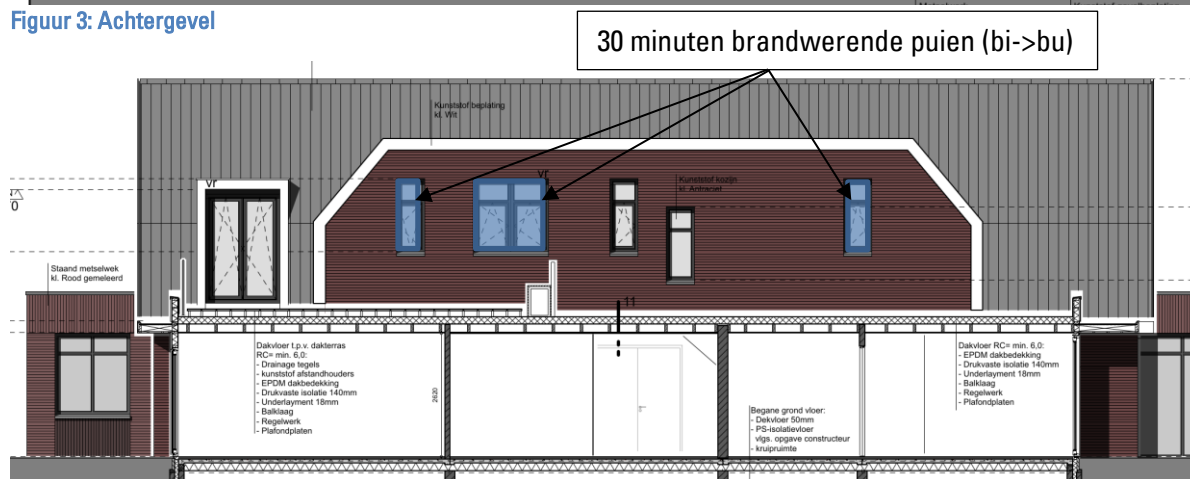 Figuur 3: Achtergevel
30 minuten brandwerende puien (bi->bu)
Kunststof beplating
kl. Wit
vr
vr
Kunststof kozijn
kl. Antraciet
0
Staand metselwerk
kl. Rood gemeleerd
11
Dakvloer t.p.v. dakterras
RC= min. 6,0:
- Drainage tegels
- kunststof afstandhouders
- EPDM dakbedekking
- Drukvaste isolatie 140mm
- Underlayment 18mm
- Balklaag
- Regelwerk
- Plafondplaten
2620
Begane grond vloer:
- Dekvloer 50mm
- PS-isolatievloer
vlgs. opgave constructeur
- kruipruimte
Dakvloer RC= min. 6,0:
- EPDM dakbedekking
- Drukvaste isolatie 140mm
- Underlayment 18mm
- Balklaag
- Regelwerk
- Plafondplaten